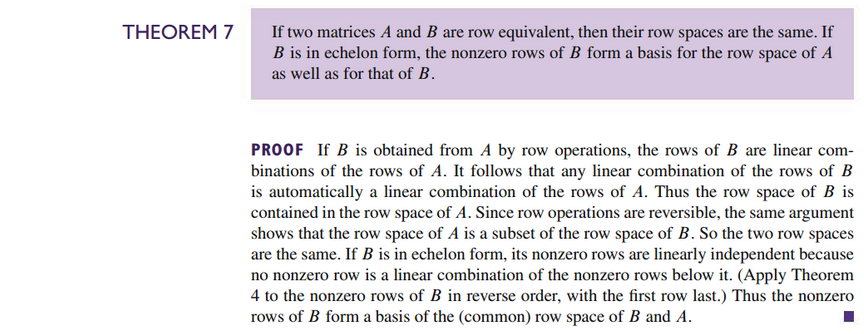 THEOREM 7
If two matrices A and B are row equivalent, then their row spaces are the same. If
B is in echelon form, the nonzero rows of B form a basis for the row space of A
as well as for that of B.
PROOF If B is obtained from A by row operations, the rows of B are linear com-
binations of the rows of A. It follows that any linear combination of the rows of B
is automatically a linear combination of the rows of A. Thus the row space of B is
contained in the row space of A. Since row operations are reversible, the same argument
shows that the row space of A is a subset of the row space of B. So the two row spaces
are the same. If B is in echelon form, its nonzero rows are linearly independent because
no nonzero row is a linear combination of the nonzero rows below it. (Apply Theorem
4 to the nonzero rows of B in reverse order, with the first row last.) Thus the nonzero
rows of B form a basis of the (common) row space of B and A.